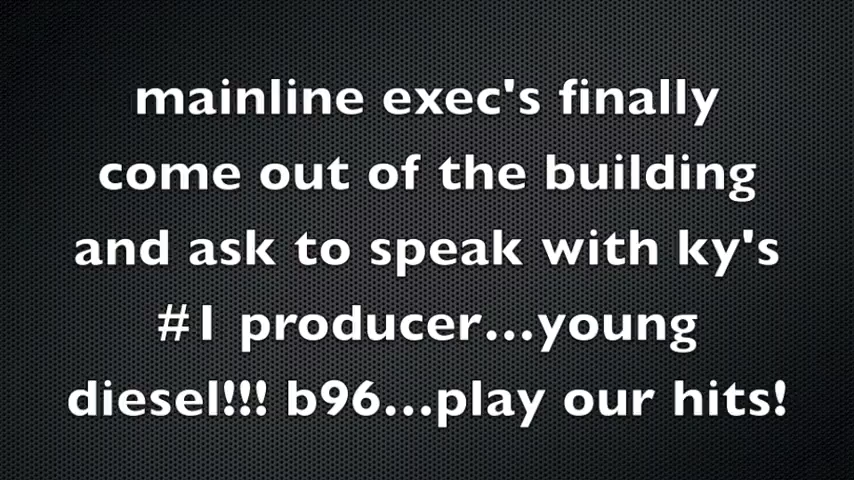 mainline exec's finally
come out of the building
and ask to speak with ky's
#1 producer...young
diesel!!! b96...play our hits!